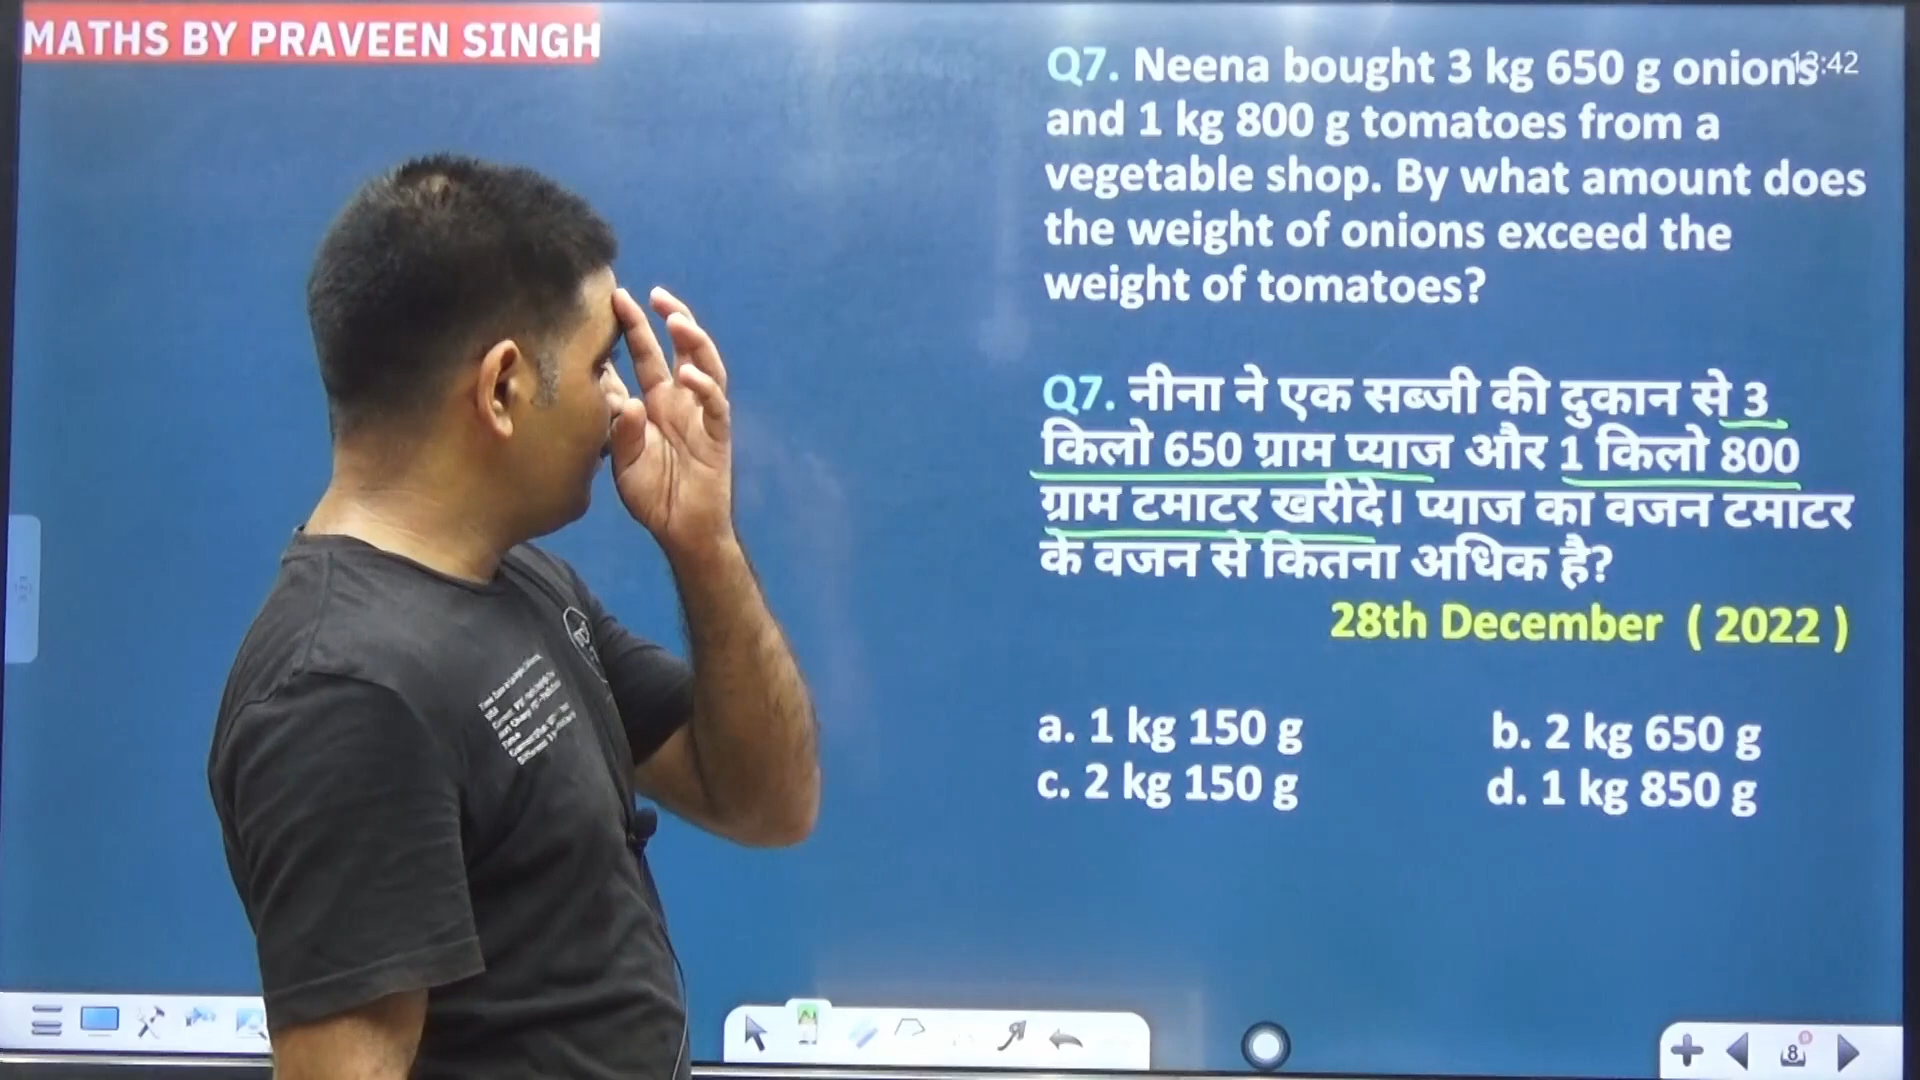 MATHS BY PRAVEEN SINGH
Q7. Neena bought 3 kg 650 g onions
13:42
and 1 kg 800 g tomatoes from a
vegetable shop. By what amount does
the weight of onions exceed the
weight of tomatoes?
Q7. नीना ने एक सब्जी की दुकान से 3
किलो 650 ग्राम प्याज और 1 किलो 800
ग्राम टमाटर खरीदे। प्याज का वजन टमाटर
के वजन से कितना अधिक है?
28th December ( 2022 )
a. 1 kg 150 g
b. 2 kg 650 g
c. 2 kg 150 g
d. 1 kg 850 g
8